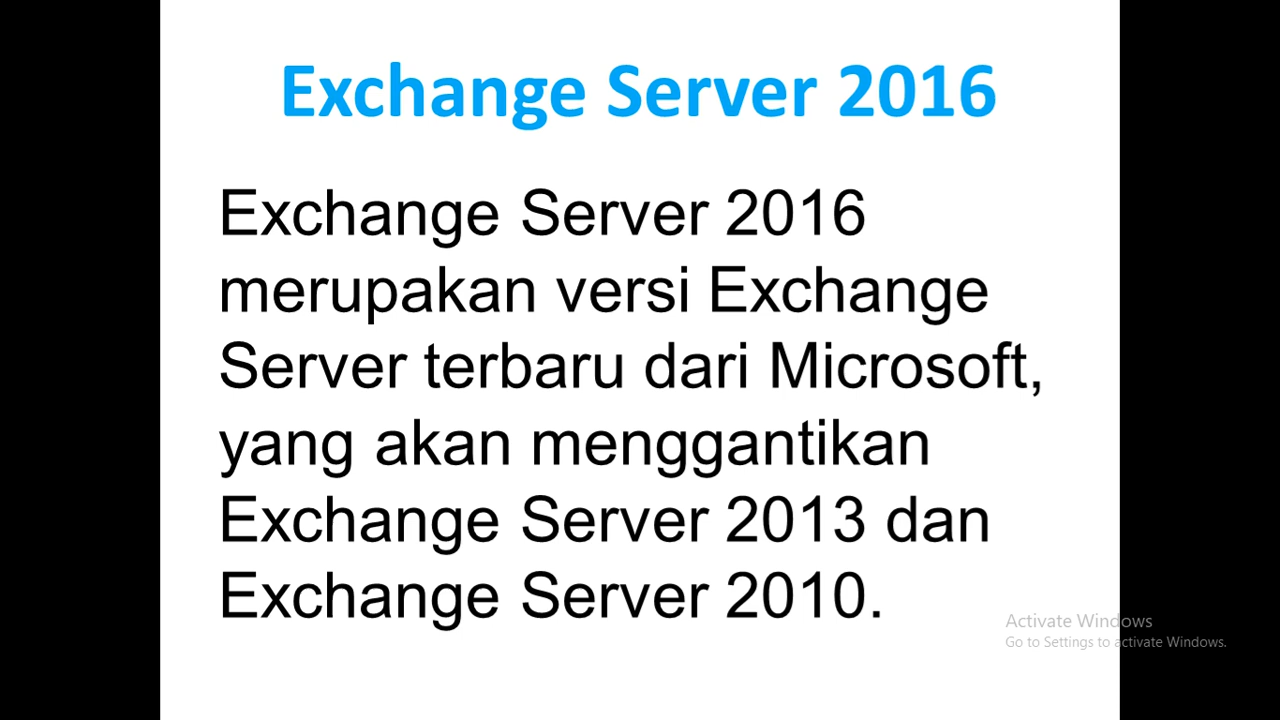 Exchange Server 2016
Exchange Server 2016
merupakan versi Exchange
Server terbaru dari Microsoft,
yang akan menggantikan
Exchange Server 2013 dan
Exchange Server 2010.
Activate Windows
Go to Settings to activate Windows.